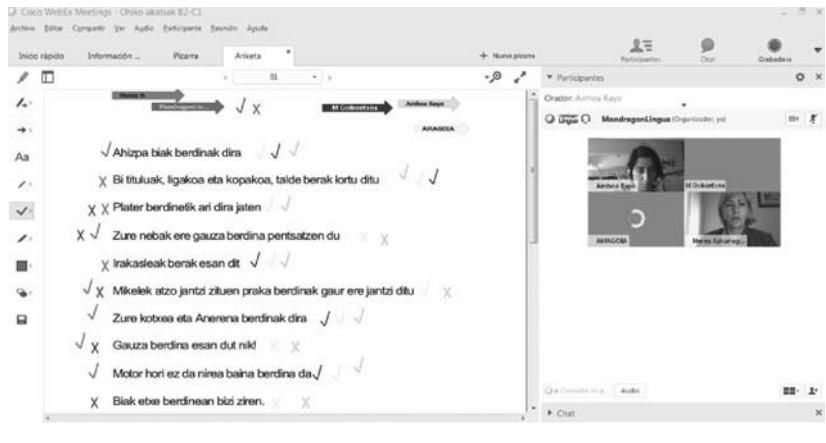 Cisco WebEx Meetings - Ohiko akatsak B2-C1
Archivo Editar Compartir Ver Audio Participante Reunión Ayuda
Inicio rápido Información ... Pizarra Ariketa Nueva pizarra
Participantes Chat Grabadora
Participantes
Orador: Ainhoa Rayo
MondragonLingua (Organizador, yo)
M Goikoetxea Ainhoa Rayo
AMAGOIA
Aa
Ahizpa biak berdinak dira
Bi tituluak, ligakoa eta kopakoa, talde berak lortu ditu
Plater berdinetik ari dira jaten
Zure nebak ere gauza berdina pentsatzen du
Irakasleak berak esan dit
Mikelek atzo jantzi zituen praka berdinak gaur ere jantzi ditu
Zure kotxea eta Anerena berdinak dira
Gauza berdina esan dut nik!
Motor hori ez da nirea baina berdina da
Biak etxe berdinean bizi ziren.
Ainhoa Rayo M Goikoetxea
AMAGOIA
Audio
Chat